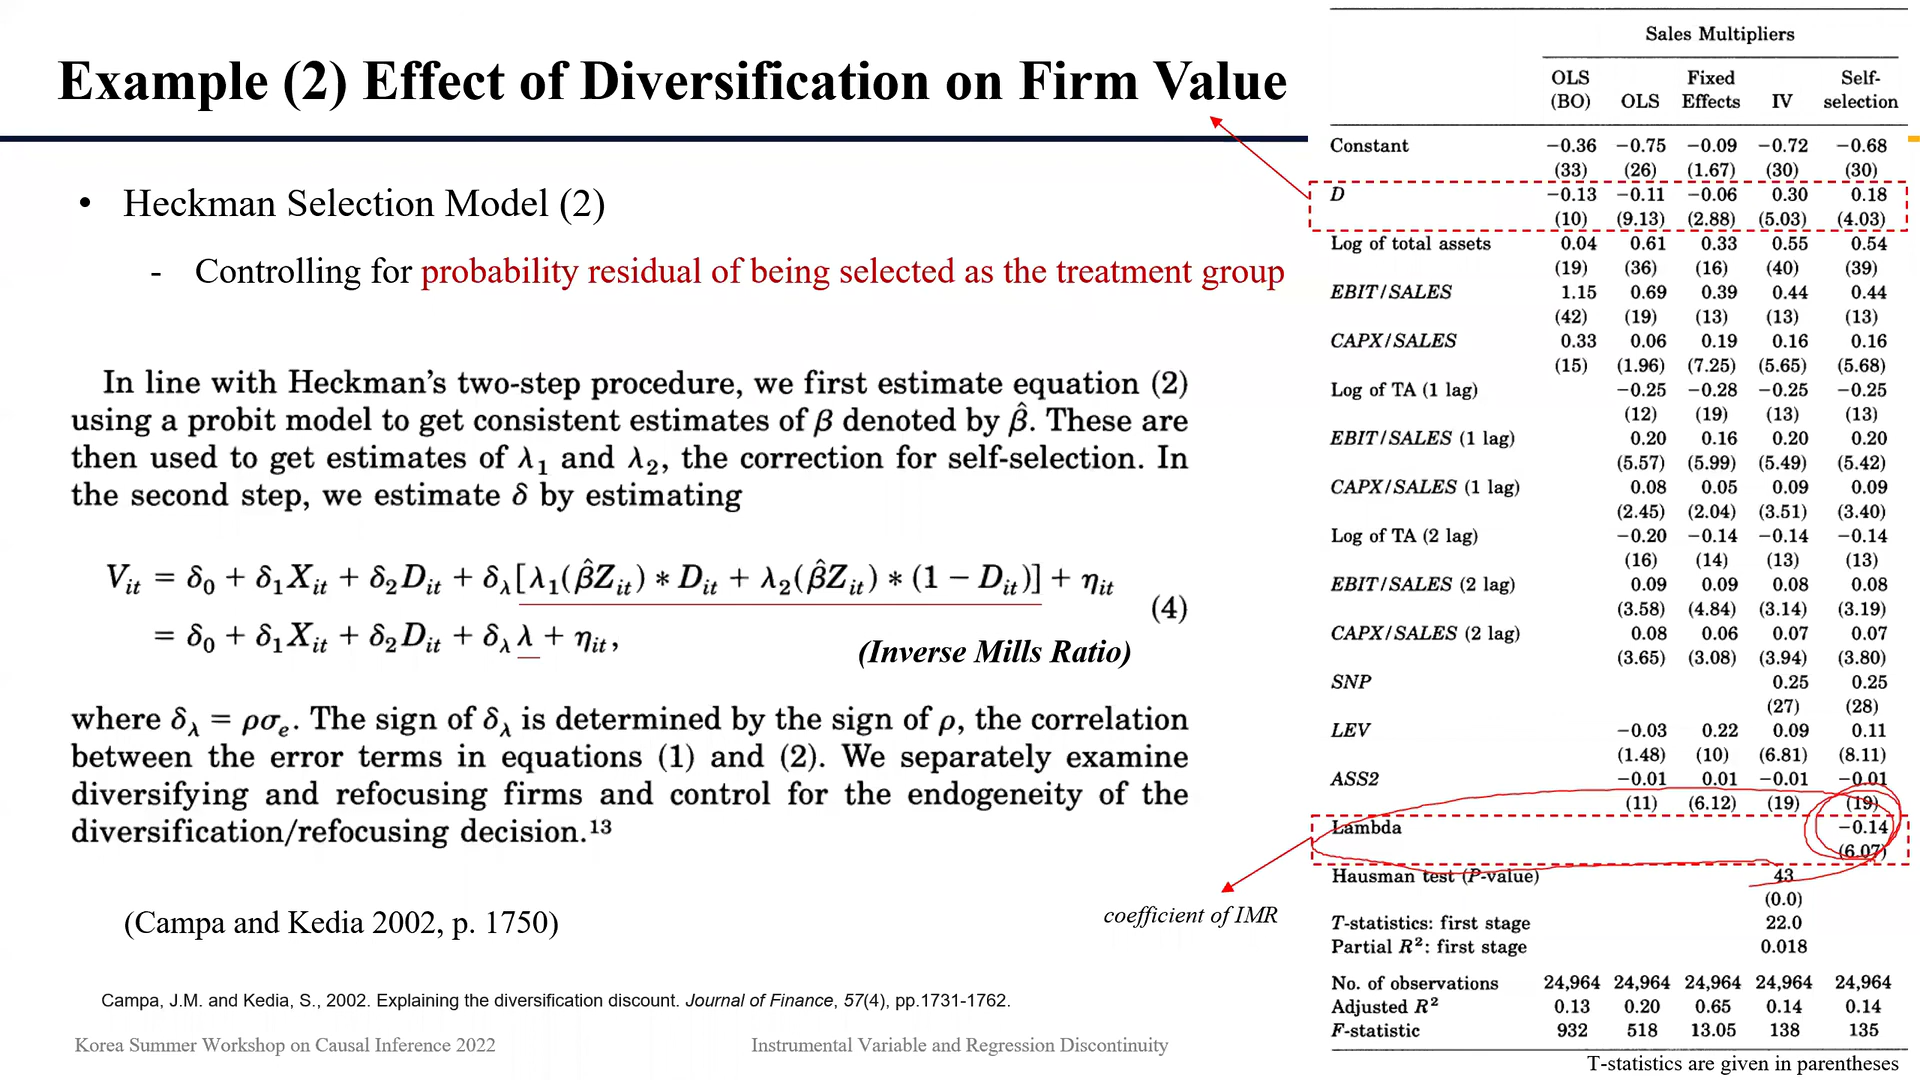 Example (2) Effect of Diversification on Firm Value
• Heckman Selection Model (2)
- Controlling for probability residual of being selected as the treatment group
In line with Heckman's two-step procedure, we first estimate equation (2)
using a probit model to get consistent estimates of β denoted by β̂. These are
then used to get estimates of λ₁ and λ₂, the correction for self-selection. In
the second step, we estimate δ by estimating
V_it = δ₀ + δ₁X_it + δ₂D_it + δ_λ[λ₁(β̂Z_it) * D_it + λ₂(β̂Z_it) * (1 − D_it)] + η_it
(4)
= δ₀ + δ₁X_it + δ₂D_it + δ_λ λ + η_it,
(Inverse Mills Ratio)
where δ_λ = ρσ_e. The sign of δ_λ is determined by the sign of ρ, the correlation
between the error terms in equations (1) and (2). We separately examine
diversifying and refocusing firms and control for the endogeneity of the
diversification/refocusing decision.¹³
(Campa and Kedia 2002, p. 1750)
coefficient of IMR
Campa, J.M. and Kedia, S., 2002. Explaining the diversification discount. Journal of Finance, 57(4), pp.1731-1762.
Korea Summer Workshop on Causal Inference 2022
Instrumental Variable and Regression Discontinuity
Sales Multipliers
OLS Fixed Self-
(BO) OLS Effects IV selection
Constant −0.36 −0.75 −0.09 −0.72 −0.68
(33) (26) (1.67) (30) (30)
D −0.13 −0.11 −0.06 0.30 0.18
(10) (9.13) (2.88) (5.03) (4.03)
Log of total assets 0.04 0.61 0.33 0.55 0.54
(19) (36) (16) (40) (39)
EBIT/SALES 1.15 0.69 0.39 0.44 0.44
(42) (19) (13) (13) (13)
CAPX/SALES 0.33 0.06 0.19 0.16 0.16
(15) (1.96) (7.25) (5.65) (5.68)
Log of TA (1 lag) −0.25 −0.28 −0.25 −0.25
(12) (19) (13) (13)
EBIT/SALES (1 lag) 0.20 0.16 0.20 0.20
(5.57) (5.99) (5.49) (5.42)
CAPX/SALES (1 lag) 0.08 0.05 0.09 0.09
(2.45) (2.04) (3.51) (3.40)
Log of TA (2 lag) −0.20 −0.14 −0.14 −0.14
(16) (14) (13) (13)
EBIT/SALES (2 lag) 0.09 0.09 0.08 0.08
(3.58) (4.84) (3.14) (3.19)
CAPX/SALES (2 lag) 0.08 0.06 0.07 0.07
(3.65) (3.08) (3.94) (3.80)
SNP 0.25 0.25
(27) (28)
LEV −0.03 0.22 0.09 0.11
(1.48) (10) (6.81) (8.11)
ASS2 −0.01 0.01 −0.01 −0.01
(11) (6.12) (19) (19)
Lambda −0.14
(6.07)
Hausman test (P-value) 43
(0.0)
T-statistics: first stage 22.0
Partial R²: first stage 0.018
No. of observations 24,964 24,964 24,964 24,964 24,964
Adjusted R² 0.13 0.20 0.65 0.14 0.14
F-statistic 932 518 13.05 138 135
T-statistics are given in parentheses